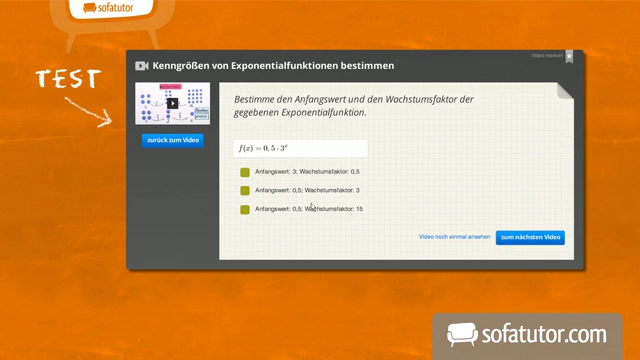 sofatutor
TEST
Video merken
Kenngrößen von Exponentialfunktionen bestimmen
zurück zum Video
Bestimme den Anfangswert und den Wachstumsfaktor der
gegebenen Exponentialfunktion.
f(x) = 0,5 · 3ˣ
Anfangswert: 3; Wachstumsfaktor: 0,5
Anfangswert: 0,5; Wachstumsfaktor: 3
Anfangswert: 0,5; Wachstumsfaktor: 15
Video noch einmal ansehen
zum nächsten Video
sofatutor.com